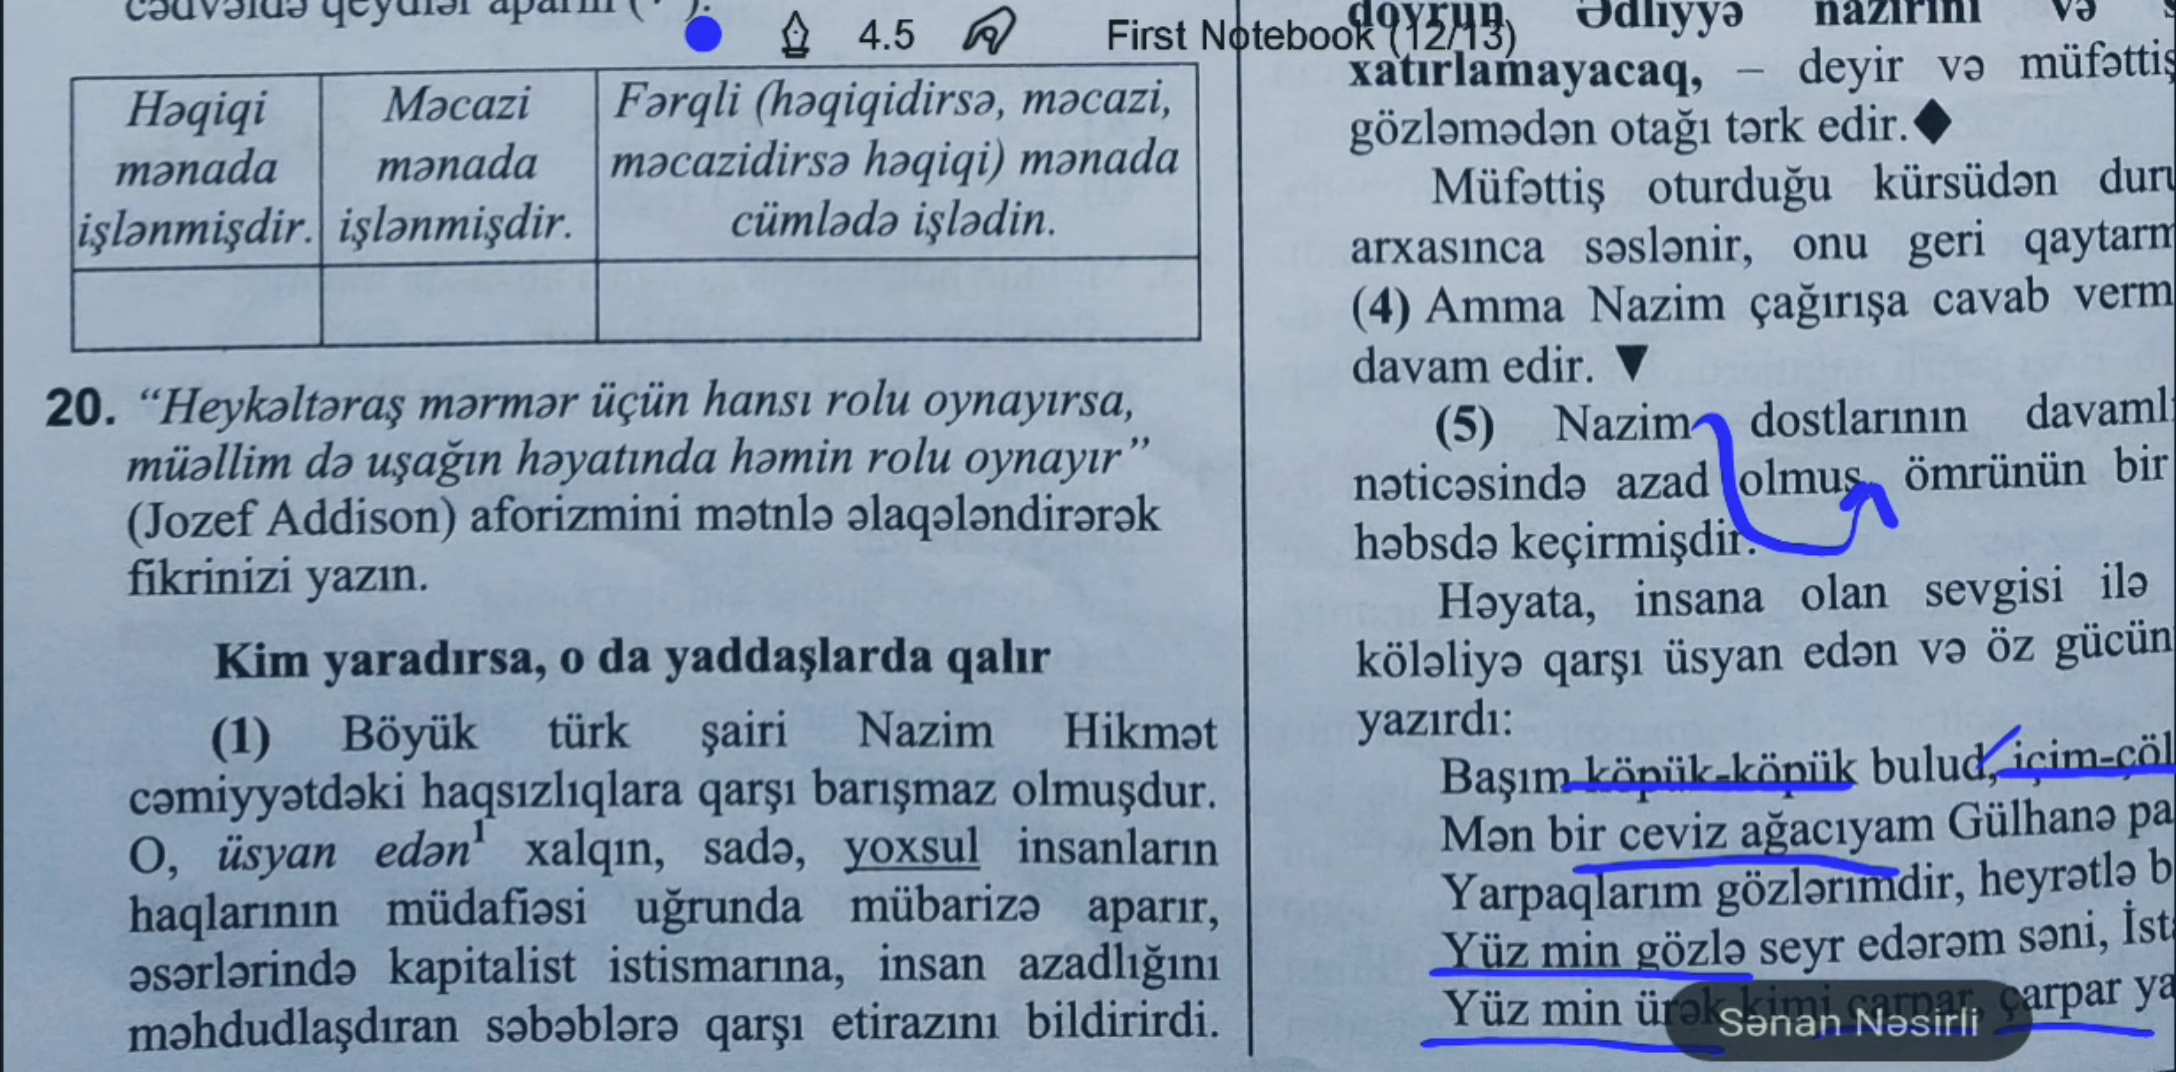 4.5
First Notebook (12/13)
Həqiqi
mənada
işlənmişdir.
Məcazi
mənada
işlənmişdir.
Fərqli (həqiqidirsə, məcazi,
məcazidirsə həqiqi) mənada
cümlədə işlədin.
20. “Heykəltəraş mərmər üçün hansı rolu oynayırsa,
müəllim də uşağın həyatında həmin rolu oynayır”
(Jozef Addison) aforizmini mətnlə əlaqələndirərək
fikrinizi yazın.
Kim yaradırsa, o da yaddaşlarda qalır
(1) Böyük türk şairi Nazim Hikmət
cəmiyyətdəki haqsızlıqlara qarşı barışmaz olmuşdur.
O, üsyan edən¹ xalqın, sadə, yoxsul insanların
haqlarının müdafiəsi uğrunda mübarizə aparır,
əsərlərində kapitalist istismarına, insan azadlığını
məhdudlaşdıran səbəblərə qarşı etirazını bildirirdi.
Ədliyyə nazirini və
xatırlamayacaq, – deyir və müfəttiş
gözləmədən otağı tərk edir.◆
Müfəttiş oturduğu kürsüdən
arxasınca səslənir, onu geri
(4) Amma Nazim çağırışa cavab
davam edir. ▼
(5) Nazim dostlarının
nəticəsində azad olmuş, ömrünün bir
həbsdə keçirmişdir.
Həyata, insana olan sevgisi ilə
köləliyə qarşı üsyan edən və öz
yazırdı:
Başım köpük-köpük bulud, içim-çöl
Mən bir ceviz ağacıyam Gülhanə
Yarpaqlarım gözlərimdir, heyrətlə
Yüz min gözlə seyr edərəm səni,
Yüz min ürək kimi çarpar, çarpar
Sənan Nəsirli